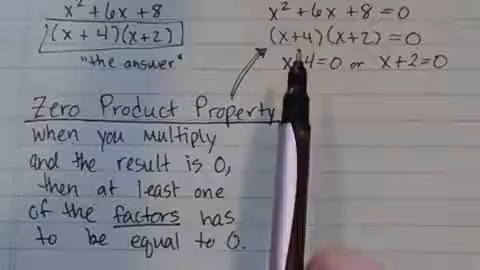 x² + 6x + 8
(x + 4)(x+2)
"the answer"
x² + 6x + 8 = 0
(x+4)(x+2) = 0
x+4=0 or x+2=0
Zero Product Property
when you multiply
and the result is 0,
then at least one
of the factors has
to be equal to 0.